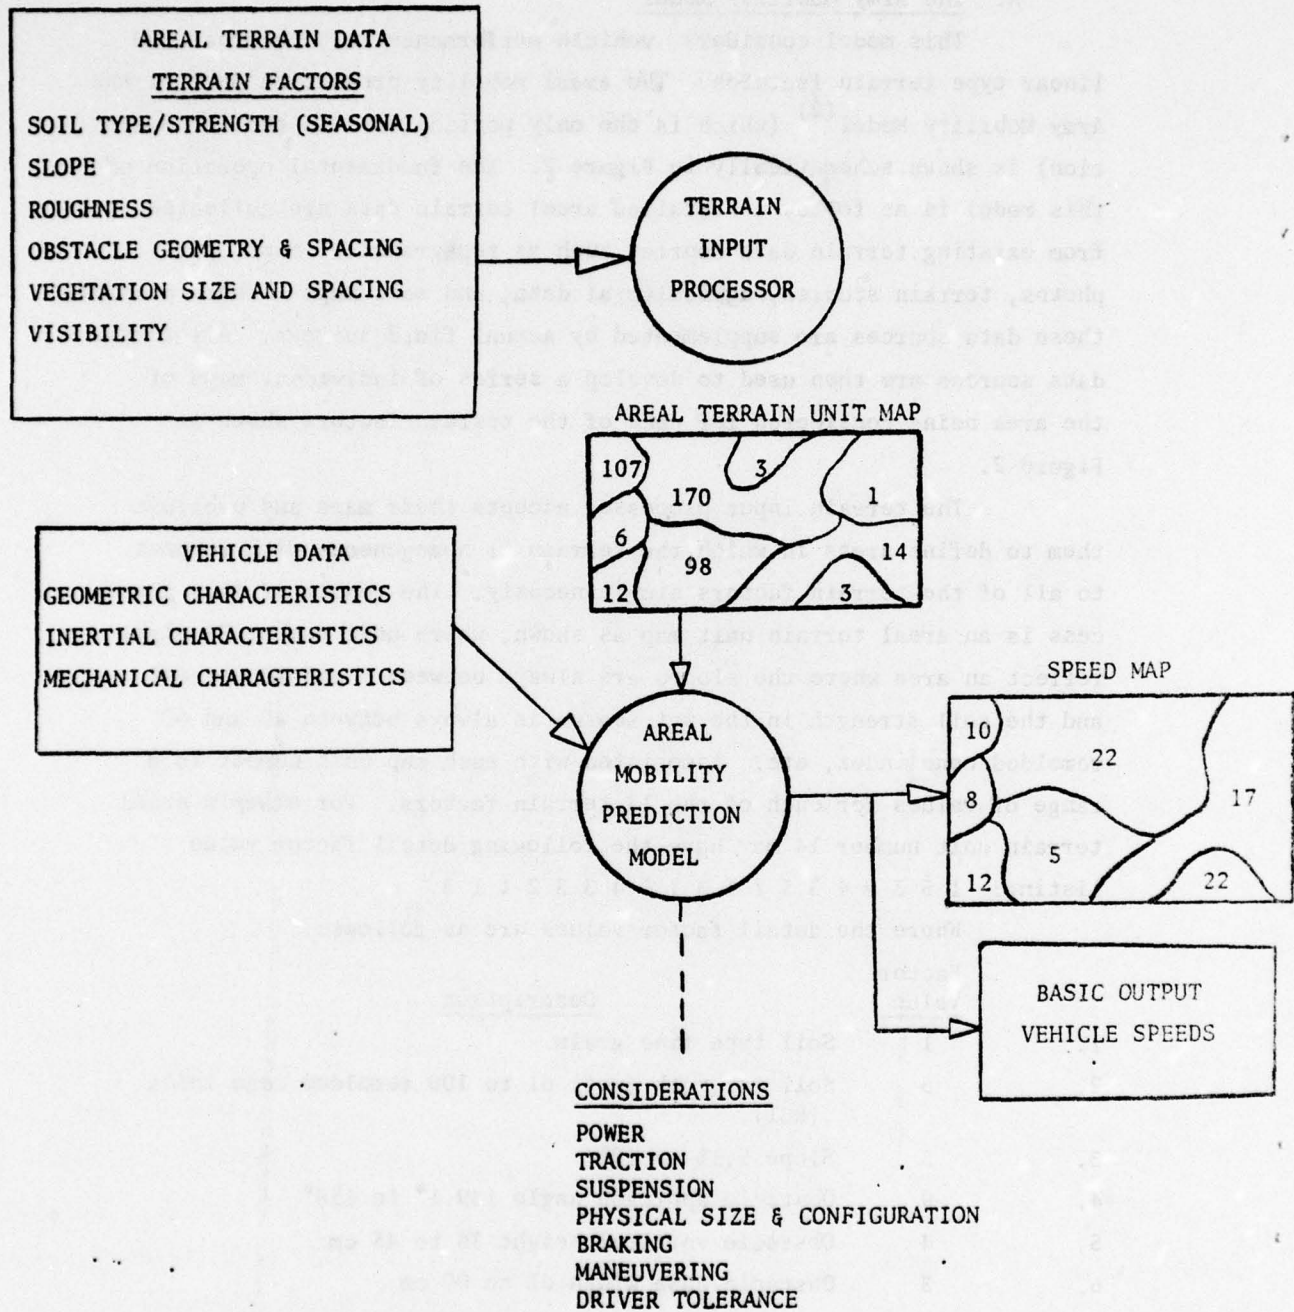 AREAL TERRAIN DATA
TERRAIN FACTORS
SOIL TYPE/STRENGTH (SEASONAL)
SLOPE
ROUGHNESS
OBSTACLE GEOMETRY & SPACING
VEGETATION SIZE AND SPACING
VISIBILITY
TERRAIN
INPUT
PROCESSOR
AREAL TERRAIN UNIT MAP
107
3
170
1
6
14
98
12
3
VEHICLE DATA
GEOMETRIC CHARACTERISTICS
INERTIAL CHARACTERISTICS
MECHANICAL CHARACTERISTICS
AREAL
MOBILITY
PREDICTION
MODEL
SPEED MAP
10
22
8
17
5
12
22
BASIC OUTPUT
VEHICLE SPEEDS
CONSIDERATIONS
POWER
TRACTION
SUSPENSION
PHYSICAL SIZE & CONFIGURATION
BRAKING
MANEUVERING
DRIVER TOLERANCE